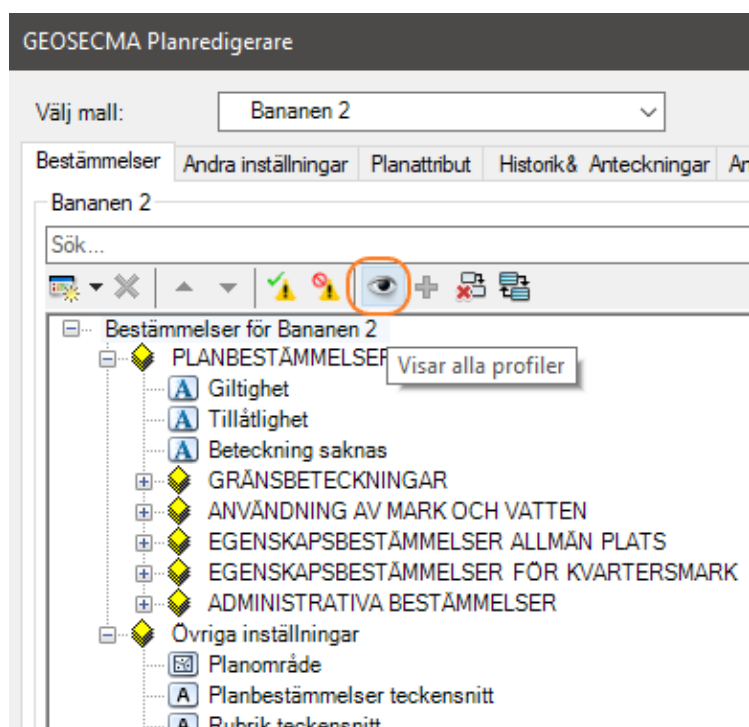 GEOSECMA Planredigerare
Välj mall: Bananen 2
Bestämmelser Andra inställningar Planattribut Historik& Anteckningar
Bananen 2
Sök...
Bestämmelser för Bananen 2
PLANBESTÄMMELSER
Visar alla profiler
Giltighet
Tillåtlighet
Beteckning saknas
GRÄNSBETECKNINGAR
ANVÄNDNING AV MARK OCH VATTEN
EGENSKAPSBESTÄMMELSER ALLMÄN PLATS
EGENSKAPSBESTÄMMELSER FÖR KVARTERSMARK
ADMINISTRATIVA BESTÄMMELSER
Övriga inställningar
Planområde
A Planbestämmelser teckensnitt
A Rubrik teckensnitt